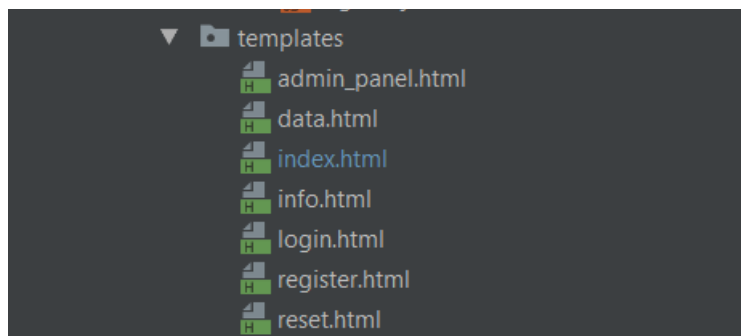 templates
admin_panel.html
data.html
index.html
info.html
login.html
register.html
reset.html